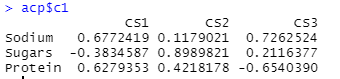 > acp$c1
CS1 CS2 CS3
Sodium 0.6772419 0.1179021 0.7262524
Sugars -0.3834587 0.8989821 0.2116377
Protein 0.6279353 0.4218178 -0.6540390